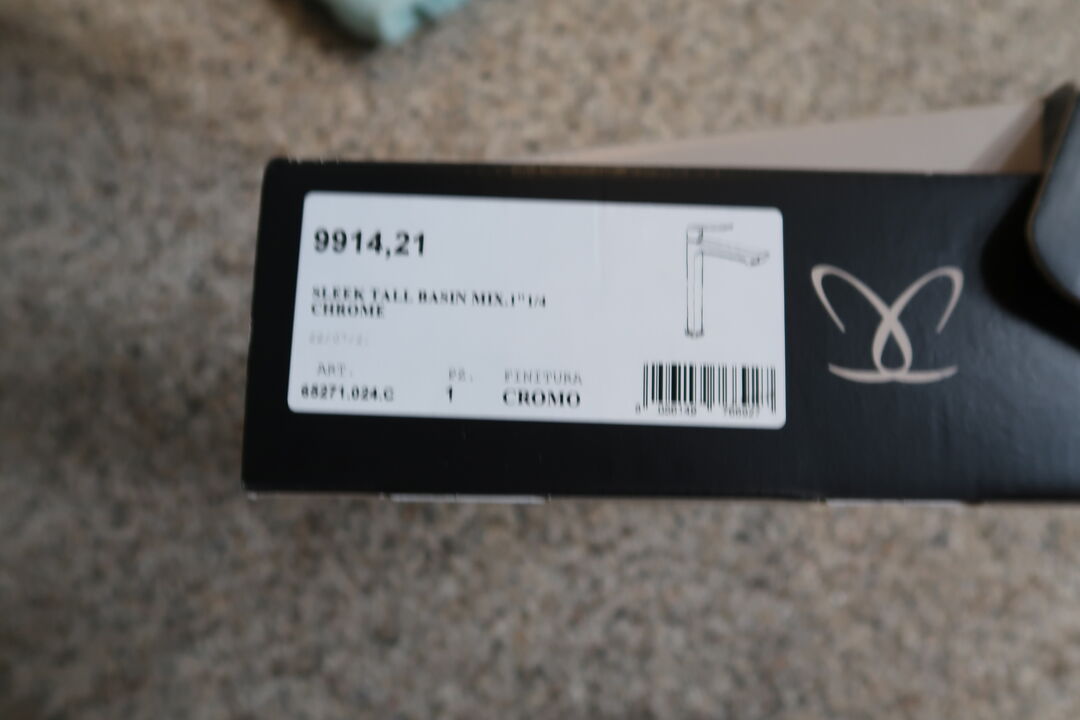 9914,21
SLEEK TALL BASIN MIX.1"1/4
CHROME
ART. PZ. FINITURA
65271.024.C 1 CROMO